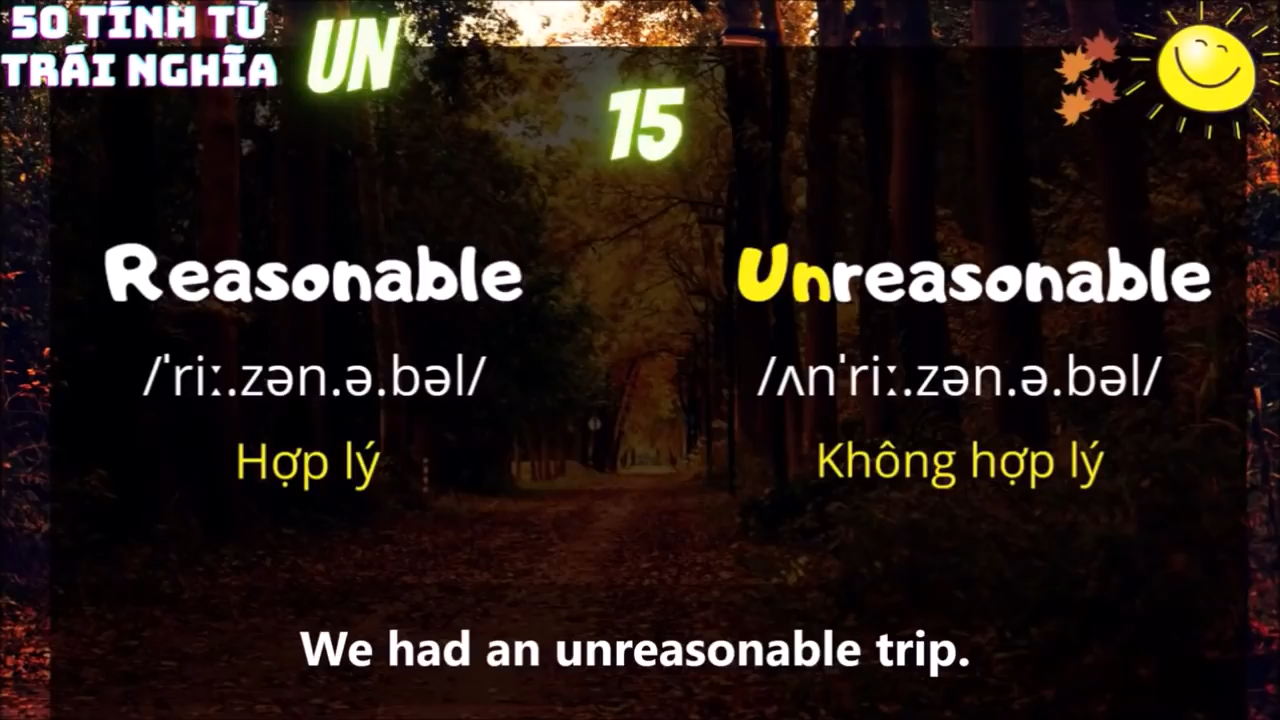 50 TÍNH TỪ
TRÁI NGHĨA
UN
15
Reasonable
Unreasonable
/ˈriː.zən.ə.bəl/
/ʌnˈriː.zən.ə.bəl/
Hợp lý
Không hợp lý
We had an unreasonable trip.